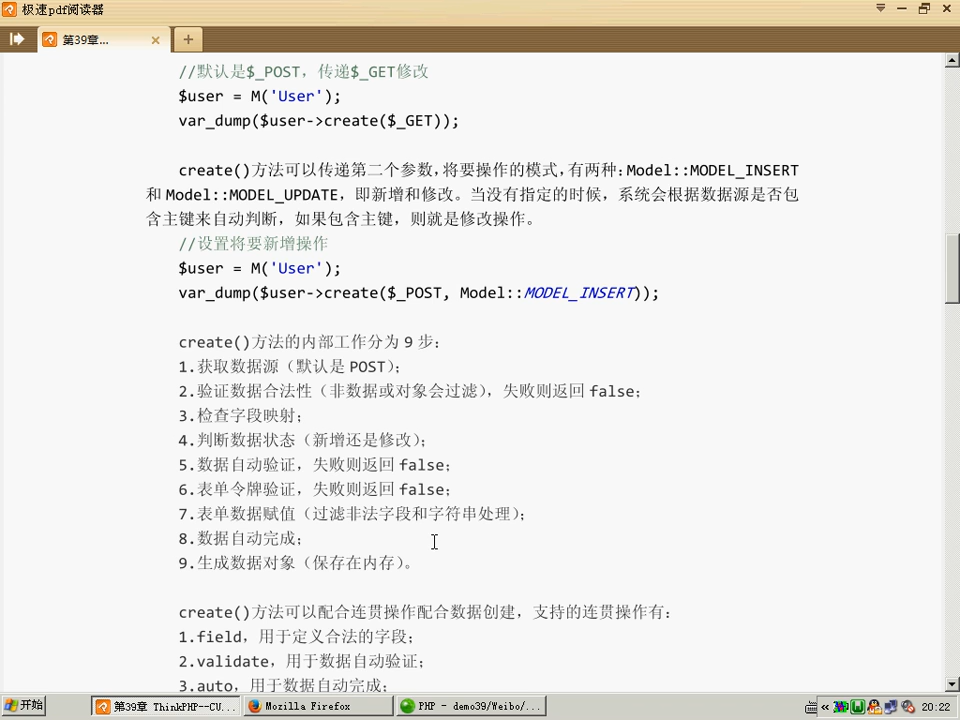 极速pdf阅读器
第39章...
//默认是$_POST, 传递$_GET修改
$user = M('User');
var_dump($user->create($_GET));
create()方法可以传递第二个参数,将要操作的模式,有两种:Model::MODEL_INSERT
和 Model::MODEL_UPDATE, 即新增和修改。当没有指定的时候, 系统会根据数据源是否包
含主键来自动判断, 如果包含主键, 则就是修改操作。
//设置将要新增操作
$user = M('User');
var_dump($user->create($_POST, Model::MODEL_INSERT));
create()方法的内部工作分为 9 步:
1.获取数据源(默认是 POST);
2.验证数据合法性(非数据或对象会过滤), 失败则返回 false;
3.检查字段映射;
4.判断数据状态(新增还是修改);
5.数据自动验证, 失败则返回 false;
6.表单令牌验证, 失败则返回 false;
7.表单数据赋值(过滤非法字段和字符串处理);
8.数据自动完成;
9.生成数据对象(保存在内存)。
create()方法可以配合连贯操作配合数据创建, 支持的连贯操作有:
1.field, 用于定义合法的字段;
2.validate, 用于数据自动验证;
3.auto, 用于数据自动完成;
开始
第39章 ThinkPHP--CU...
Mozilla Firefox
PHP - demo39/Weibo/...
20:22